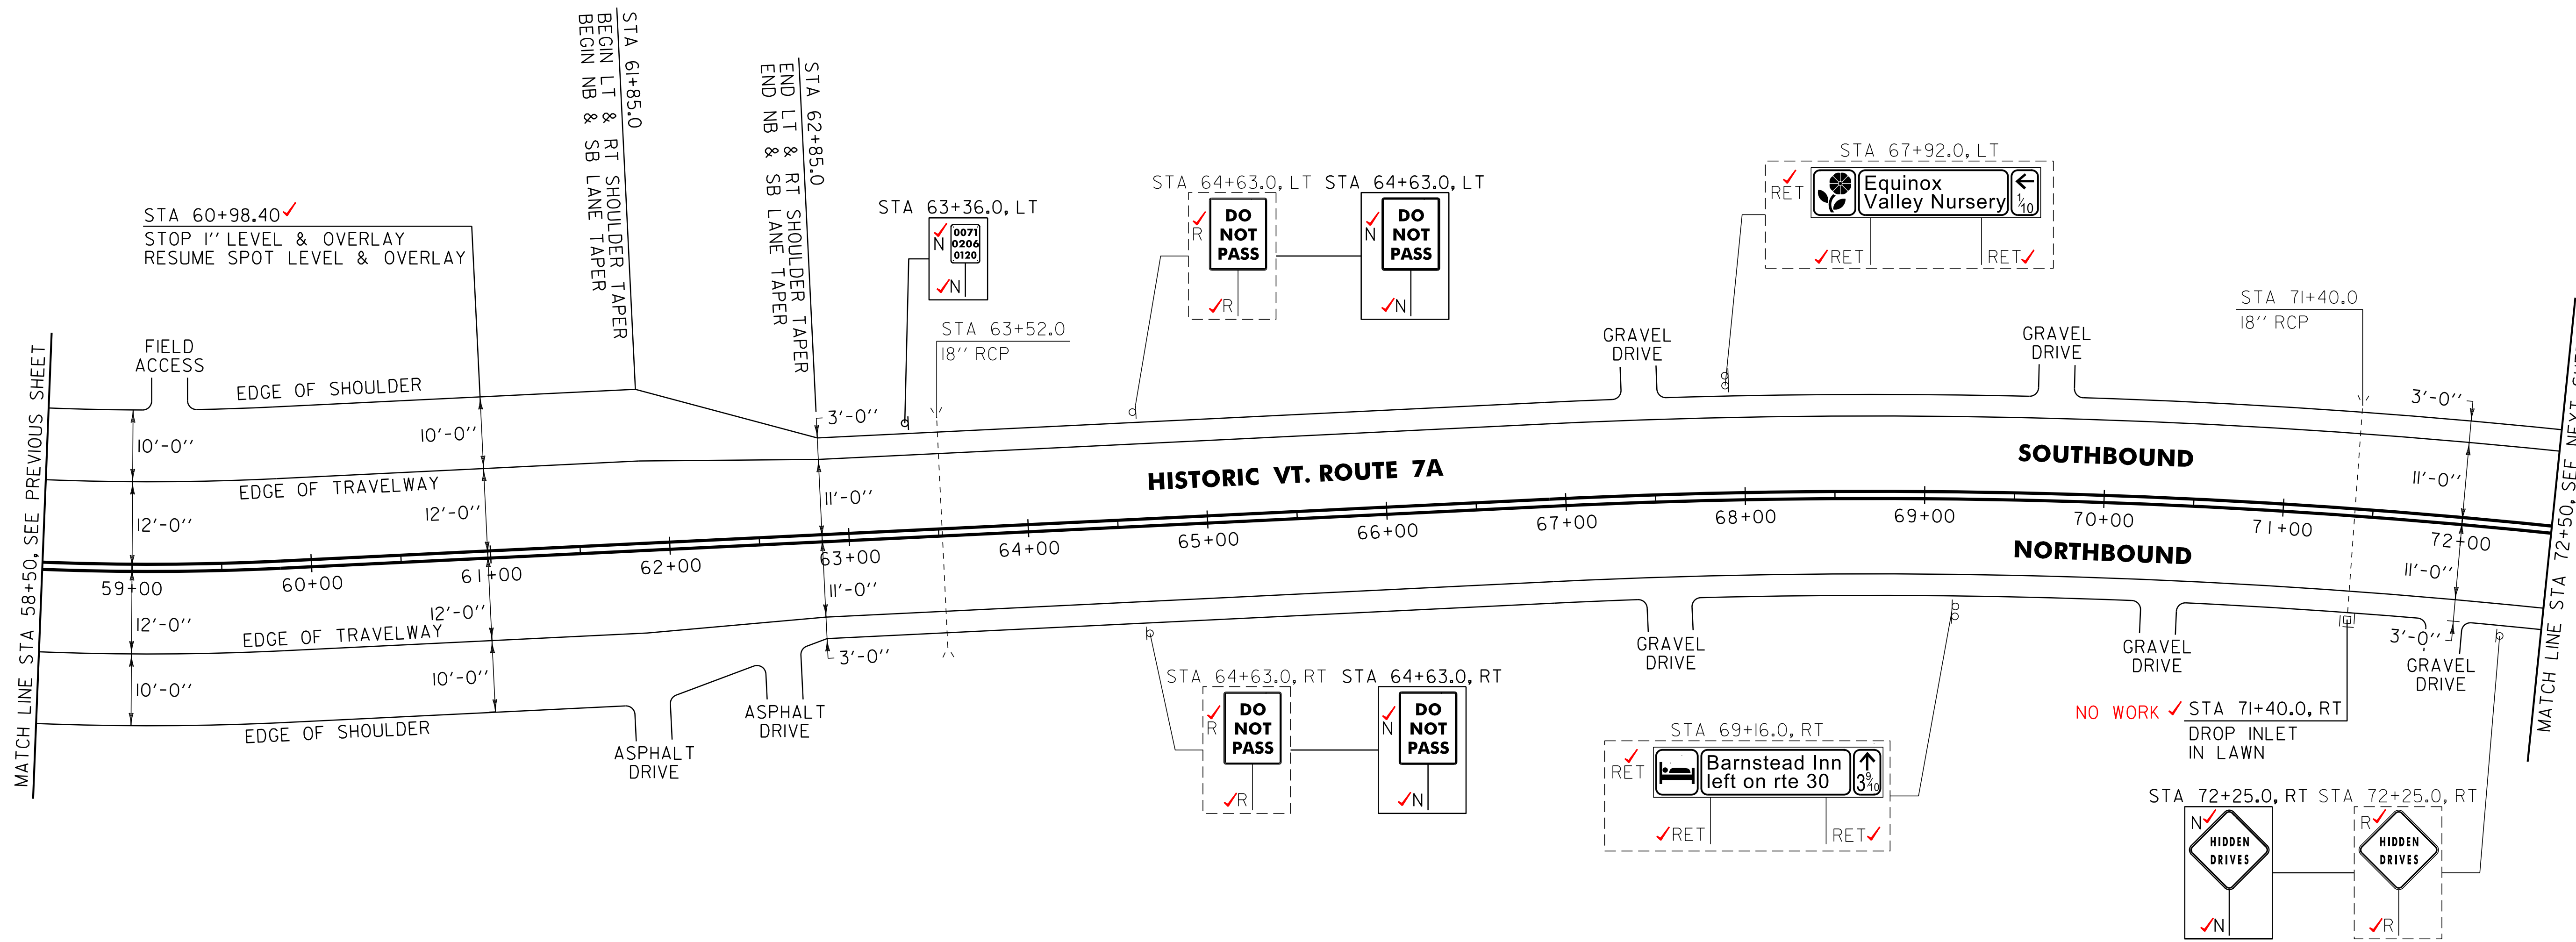 STA 61+85.0
BEGIN LT & RT SHOULDER TAPER
BEGIN NB & SB LANE TAPER
STA 62+85.0
END LT & RT SHOULDER TAPER
END NB & SB LANE TAPER
STA 60+98.40
STOP 1'' LEVEL & OVERLAY
RESUME SPOT LEVEL & OVERLAY
STA 63+36.0, LT
N
0071
0206
0120
N
STA 63+52.0
18'' RCP
STA 64+63.0, LT
R
DO
NOT
PASS
R
STA 64+63.0, LT
N
DO
NOT
PASS
N
STA 67+92.0, LT
RET
Equinox
Valley Nursery
1/10
RET
RET
STA 71+40.0
18'' RCP
MATCH LINE STA 58+50, SEE PREVIOUS SHEET
FIELD
ACCESS
EDGE OF SHOULDER
10'-0''
10'-0''
3'-0''
GRAVEL
DRIVE
GRAVEL
DRIVE
3'-0''
EDGE OF TRAVELWAY
12'-0''
12'-0''
11'-0''
HISTORIC VT. ROUTE 7A
SOUTHBOUND
11'-0''
59+00
60+00
61+00
62+00
63+00
64+00
65+00
66+00
67+00
68+00
69+00
70+00
71+00
72+00
NORTHBOUND
12'-0''
12'-0''
11'-0''
11'-0''
EDGE OF TRAVELWAY
10'-0''
10'-0''
3'-0''
3'-0''
EDGE OF SHOULDER
ASPHALT
DRIVE
ASPHALT
DRIVE
GRAVEL
DRIVE
GRAVEL
DRIVE
GRAVEL
DRIVE
STA 64+63.0, RT
R
DO
NOT
PASS
R
STA 64+63.0, RT
N
DO
NOT
PASS
N
STA 69+16.0, RT
RET
Barnstead Inn
left on rte 30
3 9/10
RET
RET
NO WORK
STA 71+40.0, RT
DROP INLET
IN LAWN
STA 72+25.0, RT
N
HIDDEN
DRIVES
N
STA 72+25.0, RT
R
HIDDEN
DRIVES
R
MATCH LINE STA 72+50, SEE NEXT